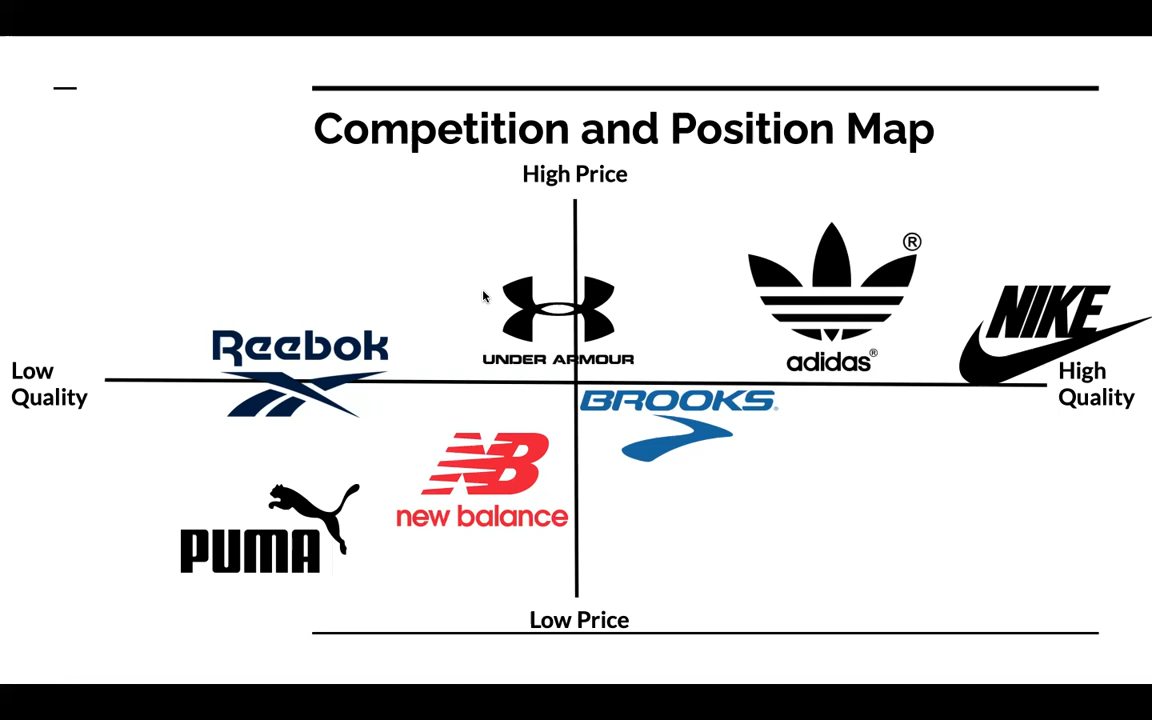 Competition and Position Map
High Price
®
NIKE
Reebok
UNDER ARMOUR
adidas®
Low
Quality
High
Quality
BROOKS®
NB
new balance
PUMA
Low Price